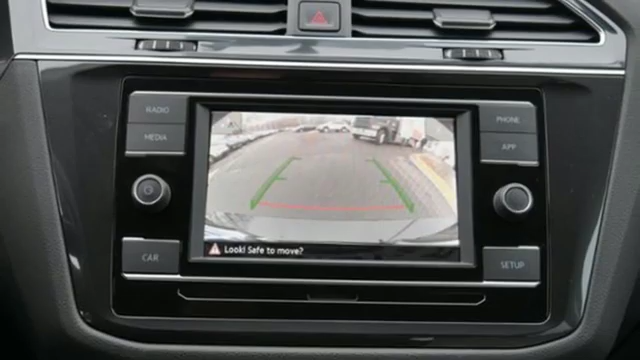 RADIO
PHONE
MEDIA
APP
Look! Safe to move?
CAR
SETUP